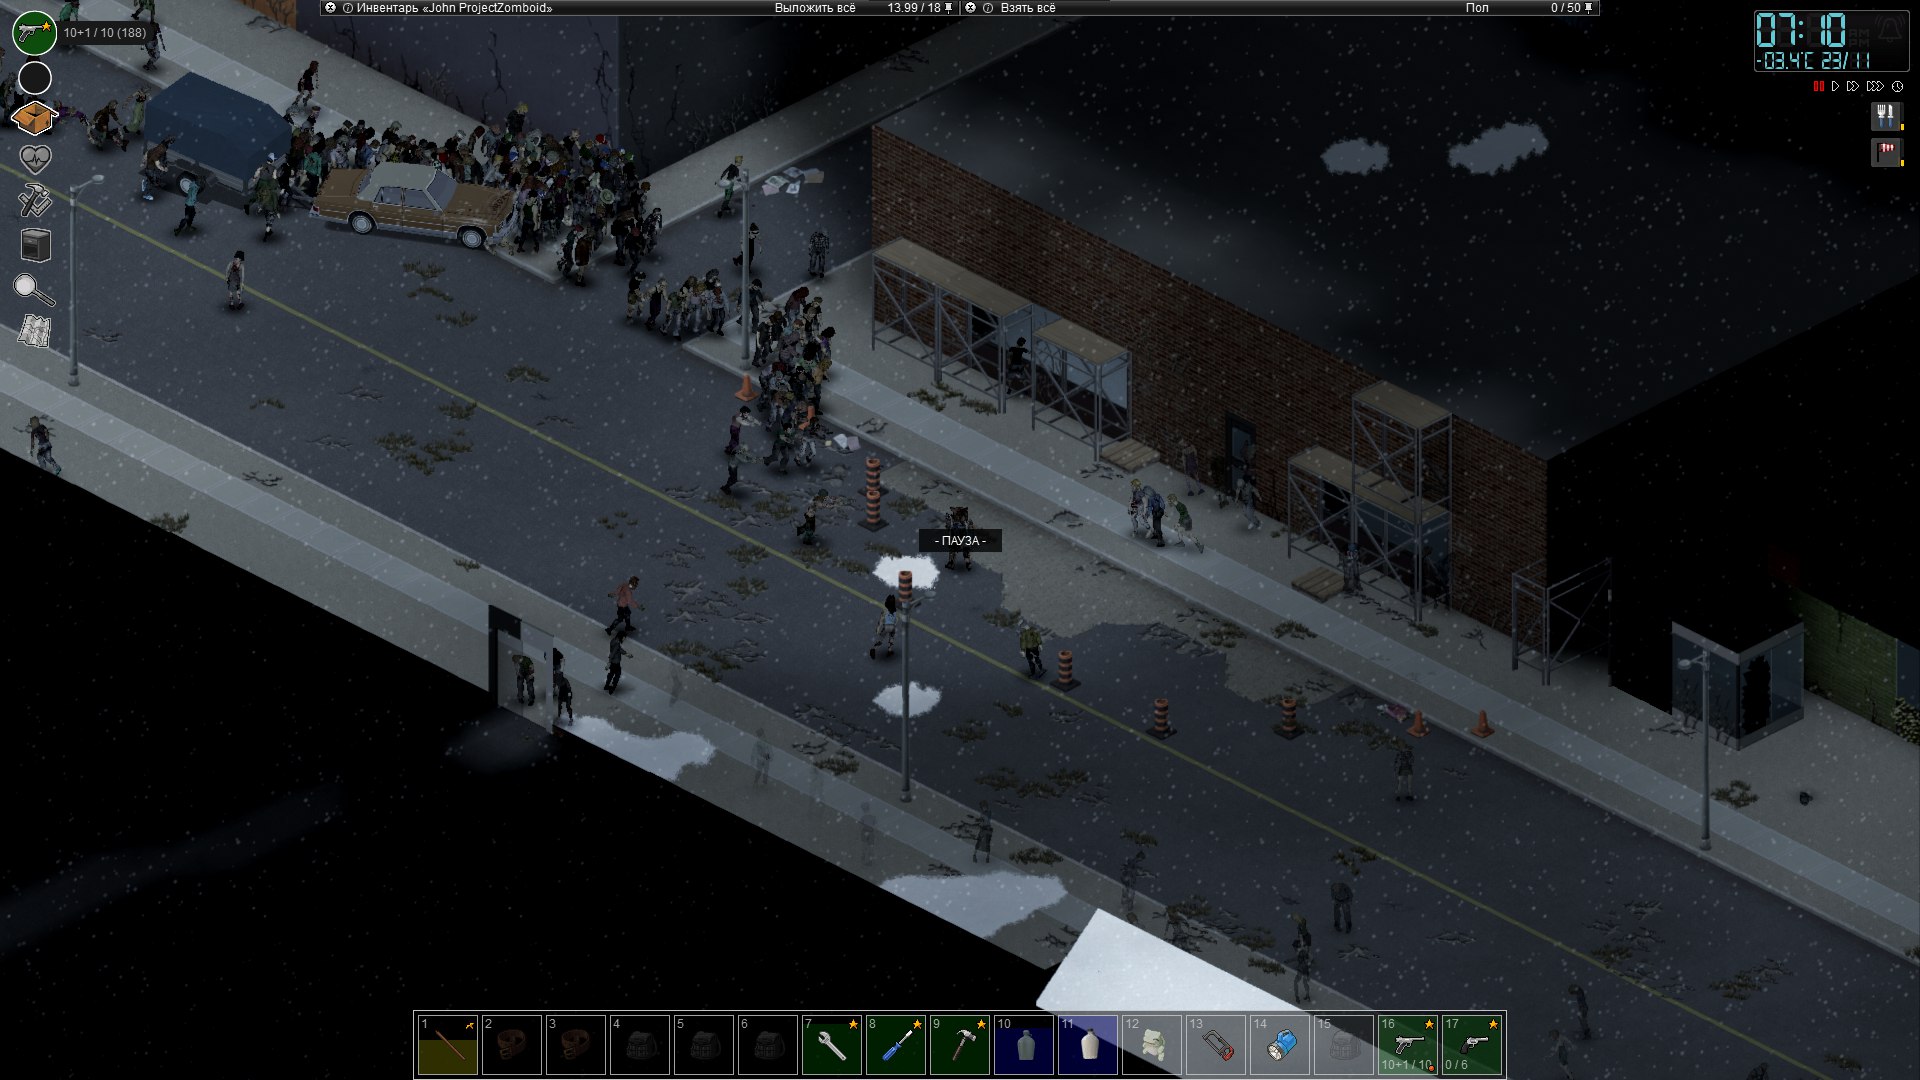 Инвентарь «John ProjectZomboid» Выложить всё 13.99 / 18 Взять всё Пол 0 / 50
10+1 / 10 (188)
07:10
-03.4°C 23/11
- ПАУЗА -
1 2 3 4 5 6 7 8 9 10 11 12 13 14 15 16 17
10+1 / 10 0 / 6